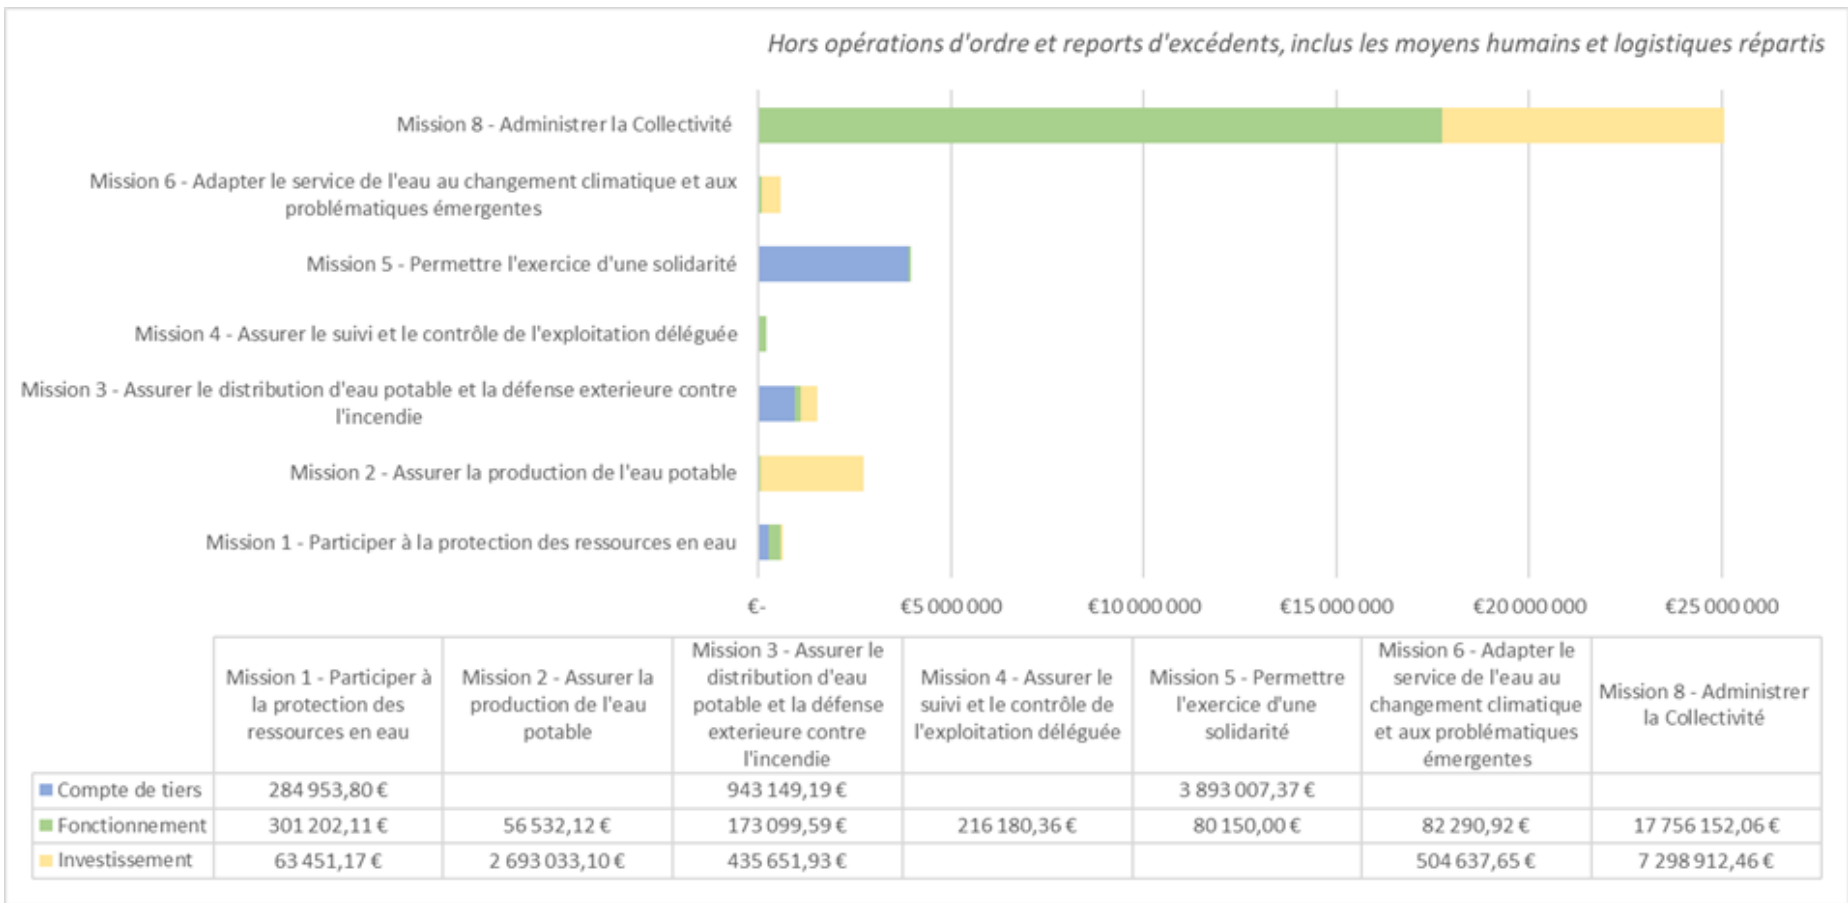 Hors opérations d'ordre et reports d'excédents, inclus les moyens humains et logistiques répartis
Mission 8 - Administrer la Collectivité
Mission 6 - Adapter le service de l'eau au changement climatique et aux
problématiques émergentes
Mission 5 - Permettre l'exercice d'une solidarité
Mission 4 - Assurer le suivi et le contrôle de l'exploitation déléguée
Mission 3 - Assurer le distribution d'eau potable et la défense exterieure contre
l'incendie
Mission 2 - Assurer la production de l'eau potable
Mission 1 - Participer à la protection des ressources en eau
€- €5 000 000 €10 000 000 €15 000 000 €20 000 000 €25 000 000
Mission 1 - Participer à
la protection des
ressources en eau
Mission 2 - Assurer la
production de l'eau
potable
Mission 3 - Assurer le
distribution d'eau
potable et la défense
exterieure contre
l'incendie
Mission 4 - Assurer le
suivi et le contrôle de
l'exploitation déléguée
Mission 5 - Permettre
l'exercice d'une
solidarité
Mission 6 - Adapter le
service de l'eau au
changement climatique
et aux problématiques
émergentes
Mission 8 - Administrer
la Collectivité
Compte de tiers 284 953,80 € 943 149,19 € 3 893 007,37 €
Fonctionnement 301 202,11 € 56 532,12 € 173 099,59 € 216 180,36 € 80 150,00 € 82 290,92 € 17 756 152,06 €
Investissement 63 451,17 € 2 693 033,10 € 435 651,93 € 504 637,65 € 7 298 912,46 €